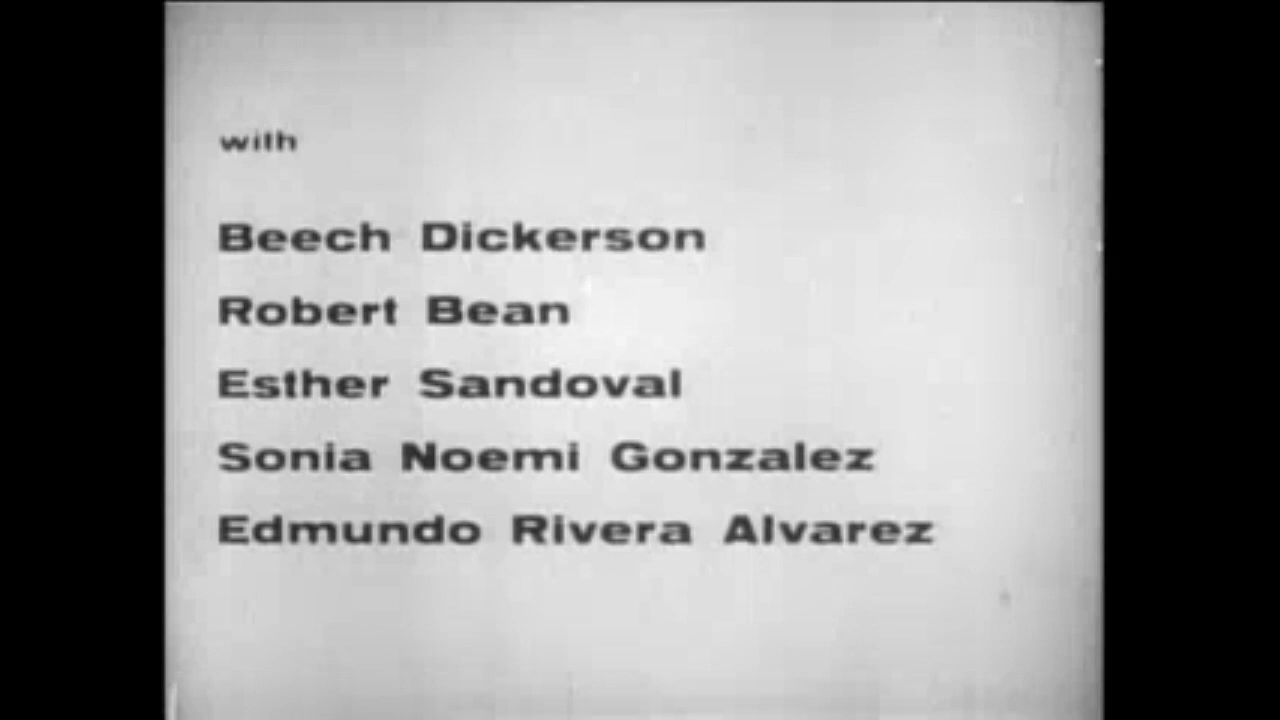 with
Beech Dickerson
Robert Bean
Esther Sandoval
Sonia Noemi Gonzalez
Edmundo Rivera Alvarez